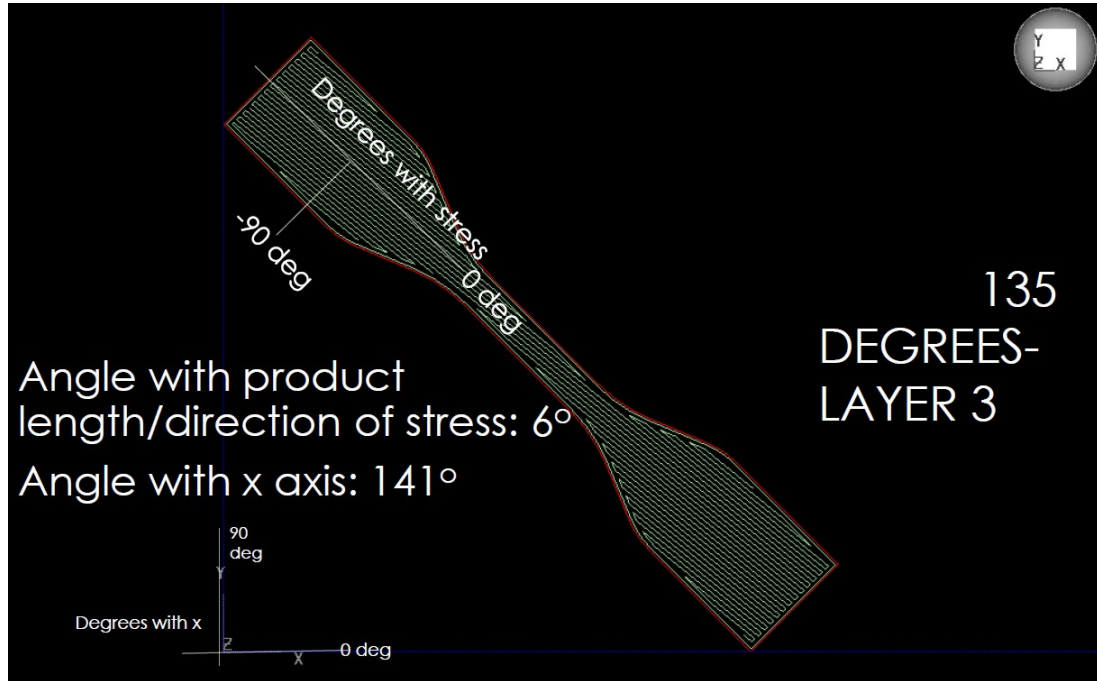 Y
Z X
Degrees with stress
0 deg
-90 deg
135
DEGREES-
LAYER 3
Angle with product
length/direction of stress: 6°
Angle with x axis: 141°
90
deg
Y
Degrees with x
Z
X
0 deg